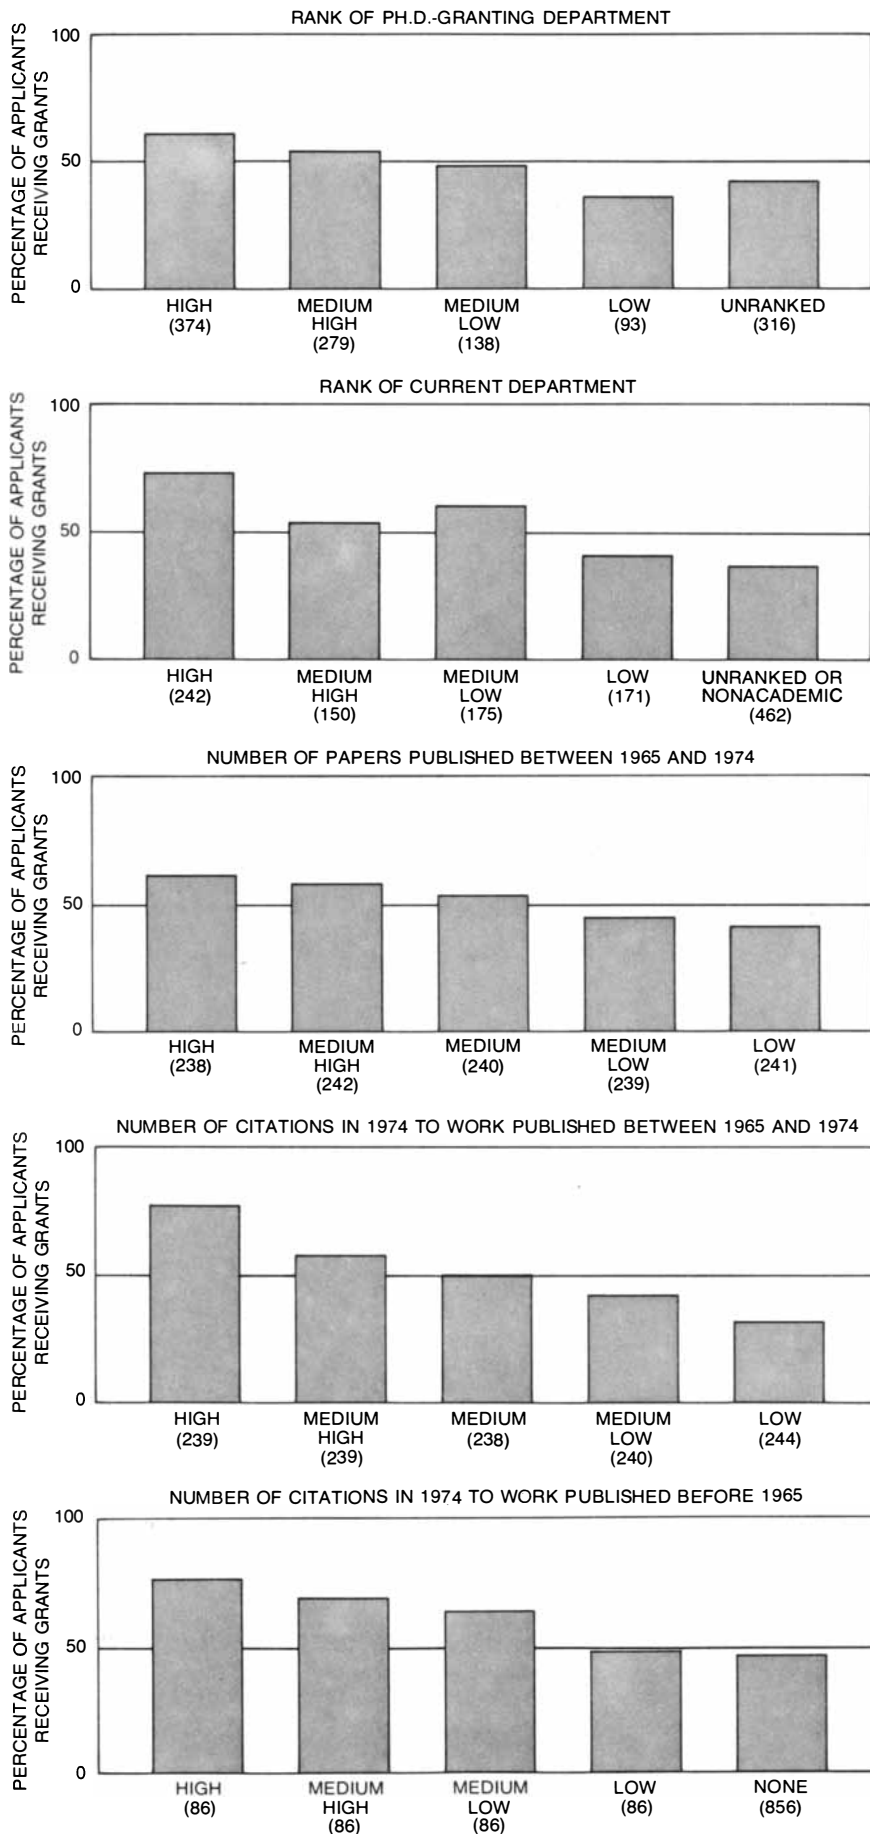 RANK OF PH.D.-GRANTING DEPARTMENT
PERCENTAGE OF APPLICANTS
RECEIVING GRANTS
100
50
0
HIGH
(374)
MEDIUM
HIGH
(279)
MEDIUM
LOW
(138)
LOW
(93)
UNRANKED
(316)
RANK OF CURRENT DEPARTMENT
PERCENTAGE OF APPLICANTS
RECEIVING GRANTS
100
50
0
HIGH
(242)
MEDIUM
HIGH
(150)
MEDIUM
LOW
(175)
LOW
(171)
UNRANKED OR
NONACADEMIC
(462)
NUMBER OF PAPERS PUBLISHED BETWEEN 1965 AND 1974
PERCENTAGE OF APPLICANTS
RECEIVING GRANTS
100
50
0
HIGH
(238)
MEDIUM
HIGH
(242)
MEDIUM
(240)
MEDIUM
LOW
(239)
LOW
(241)
NUMBER OF CITATIONS IN 1974 TO WORK PUBLISHED BETWEEN 1965 AND 1974
PERCENTAGE OF APPLICANTS
RECEIVING GRANTS
100
50
0
HIGH
(239)
MEDIUM
HIGH
(239)
MEDIUM
(238)
MEDIUM
LOW
(240)
LOW
(244)
NUMBER OF CITATIONS IN 1974 TO WORK PUBLISHED BEFORE 1965
PERCENTAGE OF APPLICANTS
RECEIVING GRANTS
100
50
0
HIGH
(86)
MEDIUM
HIGH
(86)
MEDIUM
LOW
(86)
LOW
(86)
NONE
(856)